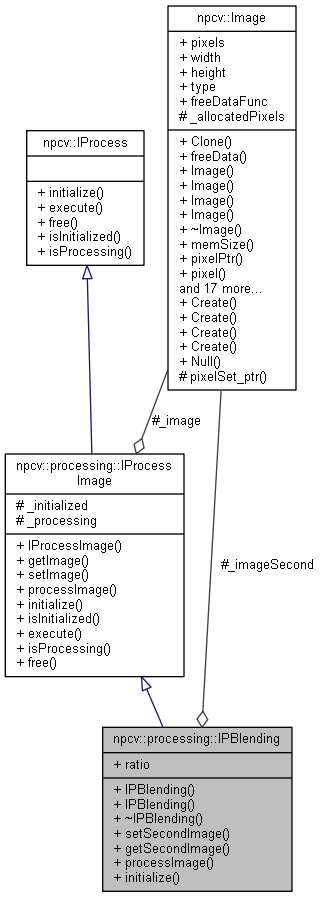 npcv::Image
+ pixels
+ width
+ height
+ type
+ freeDataFunc
# _allocatedPixels
+ Clone()
+ freeData()
+ Image()
+ Image()
+ Image()
+ Image()
+ ~Image()
+ memSize()
+ pixelPtr()
+ pixel()
and 17 more...
+ Create()
+ Create()
+ Create()
+ Create()
+ Null()
# pixelSet_ptr()
npcv::IProcess
+ initialize()
+ execute()
+ free()
+ isInitialized()
+ isProcessing()
#_image
npcv::processing::IProcess
Image
# _initialized
# _processing
+ IProcessImage()
+ getImage()
+ setImage()
+ processImage()
+ initialize()
+ isInitialized()
+ execute()
+ isProcessing()
+ free()
#_imageSecond
npcv::processing::IPBlending
+ ratio
+ IPBlending()
+ IPBlending()
+ ~IPBlending()
+ setSecondImage()
+ getSecondImage()
+ processImage()
+ initialize()